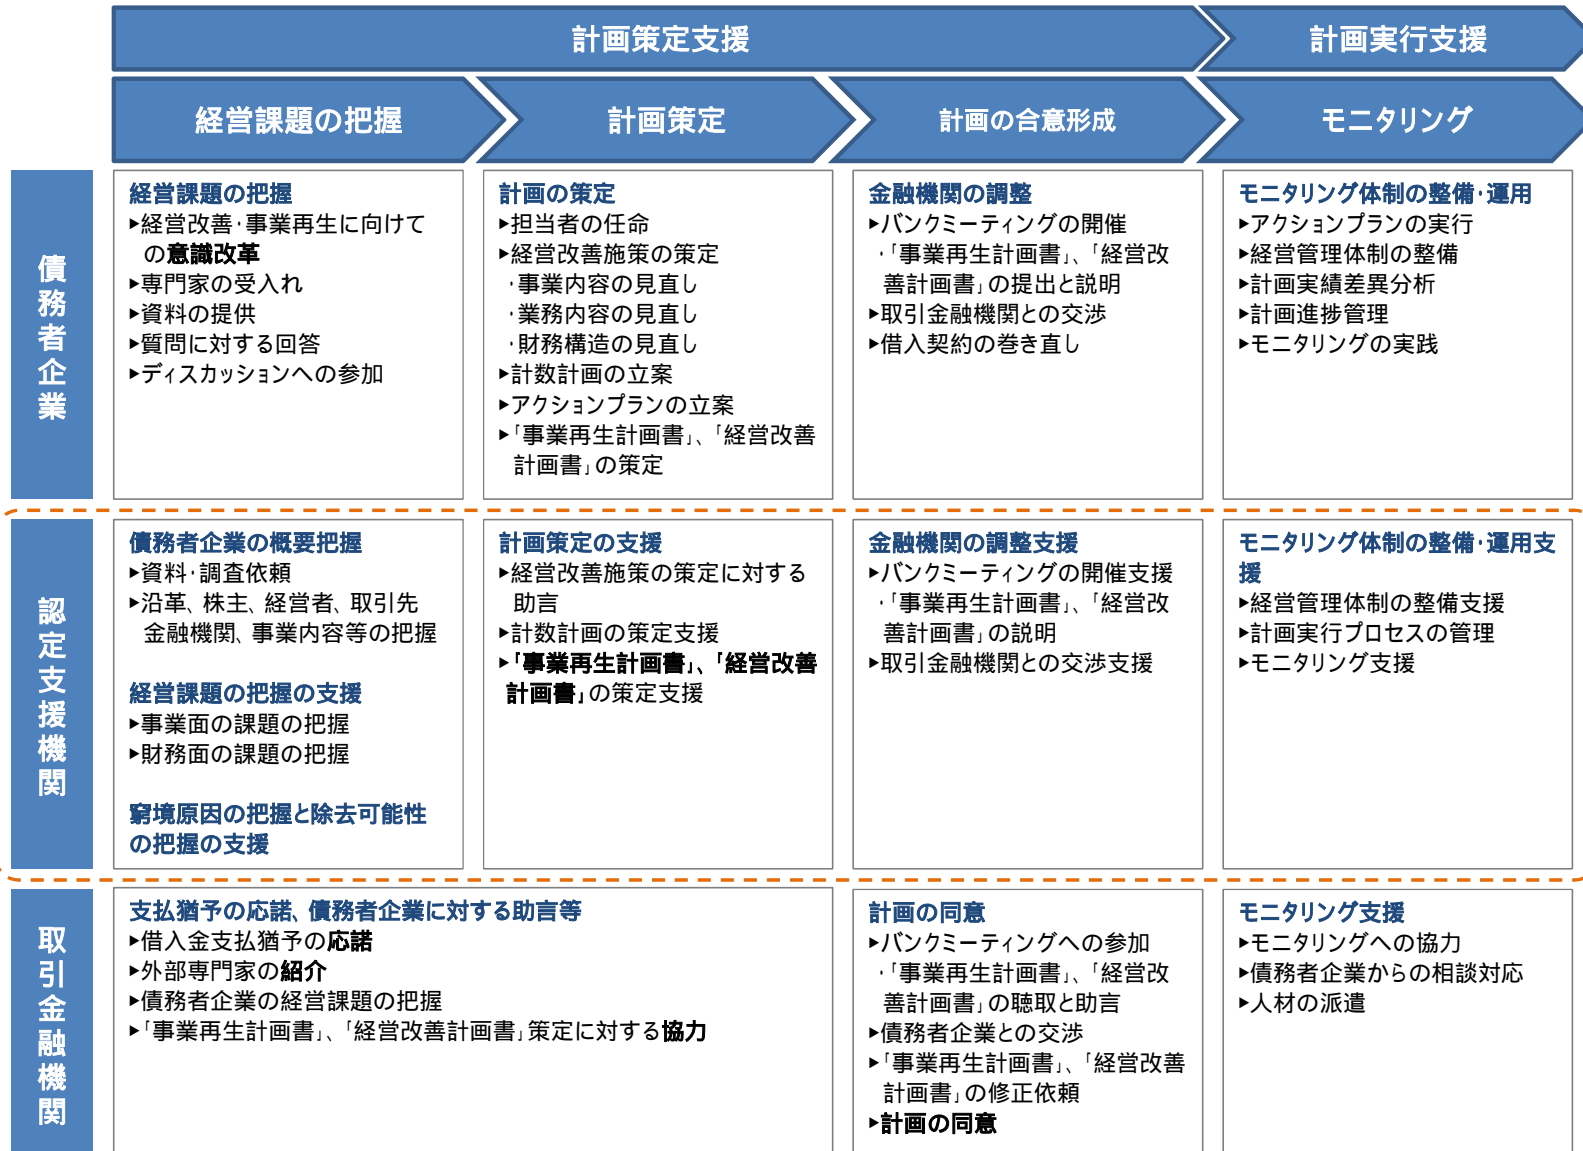 計画策定支援
計画実行支援
経営課題の把握
計画策定
計画の合意形成
モニタリング
債務者企業
経営課題の把握
▶経営改善・事業再生に向けて
の意識改革
▶専門家の受入れ
▶資料の提供
▶質問に対する回答
▶ディスカッションへの参加
計画の策定
▶担当者の任命
▶経営改善施策の策定
・事業内容の見直し
・業務内容の見直し
・財務構造の見直し
▶計数計画の立案
▶アクションプランの立案
▶「事業再生計画書」、「経営改善
計画書」の策定
金融機関の調整
▶バンクミーティングの開催
・「事業再生計画書」、「経営改
善計画書」の提出と説明
▶取引金融機関との交渉
▶借入契約の巻き直し
モニタリング体制の整備・運用
▶アクションプランの実行
▶経営管理体制の整備
▶計画実績差異分析
▶計画進捗管理
▶モニタリングの実践
認定支援機関
債務者企業の概要把握
▶資料・調査依頼
▶沿革、株主、経営者、取引先
金融機関、事業内容等の把握
経営課題の把握の支援
▶事業面の課題の把握
▶財務面の課題の把握
窮境原因の把握と除去可能性
の把握の支援
計画策定の支援
▶経営改善施策の策定に対する
助言
▶計数計画の策定支援
▶「事業再生計画書」、「経営改善
計画書」の策定支援
金融機関の調整支援
▶バンクミーティングの開催支援
・「事業再生計画書」、「経営改
善計画書」の説明
▶取引金融機関との交渉支援
モニタリング体制の整備・運用支
援
▶経営管理体制の整備支援
▶計画実行プロセスの管理
▶モニタリング支援
取引金融機関
支払猶予の応諾、債務者企業に対する助言等
▶借入金支払猶予の応諾
▶外部専門家の紹介
▶債務者企業の経営課題の把握
▶「事業再生計画書」、「経営改善計画書」策定に対する協力
計画の同意
▶バンクミーティングへの参加
・「事業再生計画書」、「経営改
善計画書」の聴取と助言
▶債務者企業との交渉
▶「事業再生計画書」、「経営改善
計画書」の修正依頼
▶計画の同意
モニタリング支援
▶モニタリングへの協力
▶債務者企業からの相談対応
▶人材の派遣